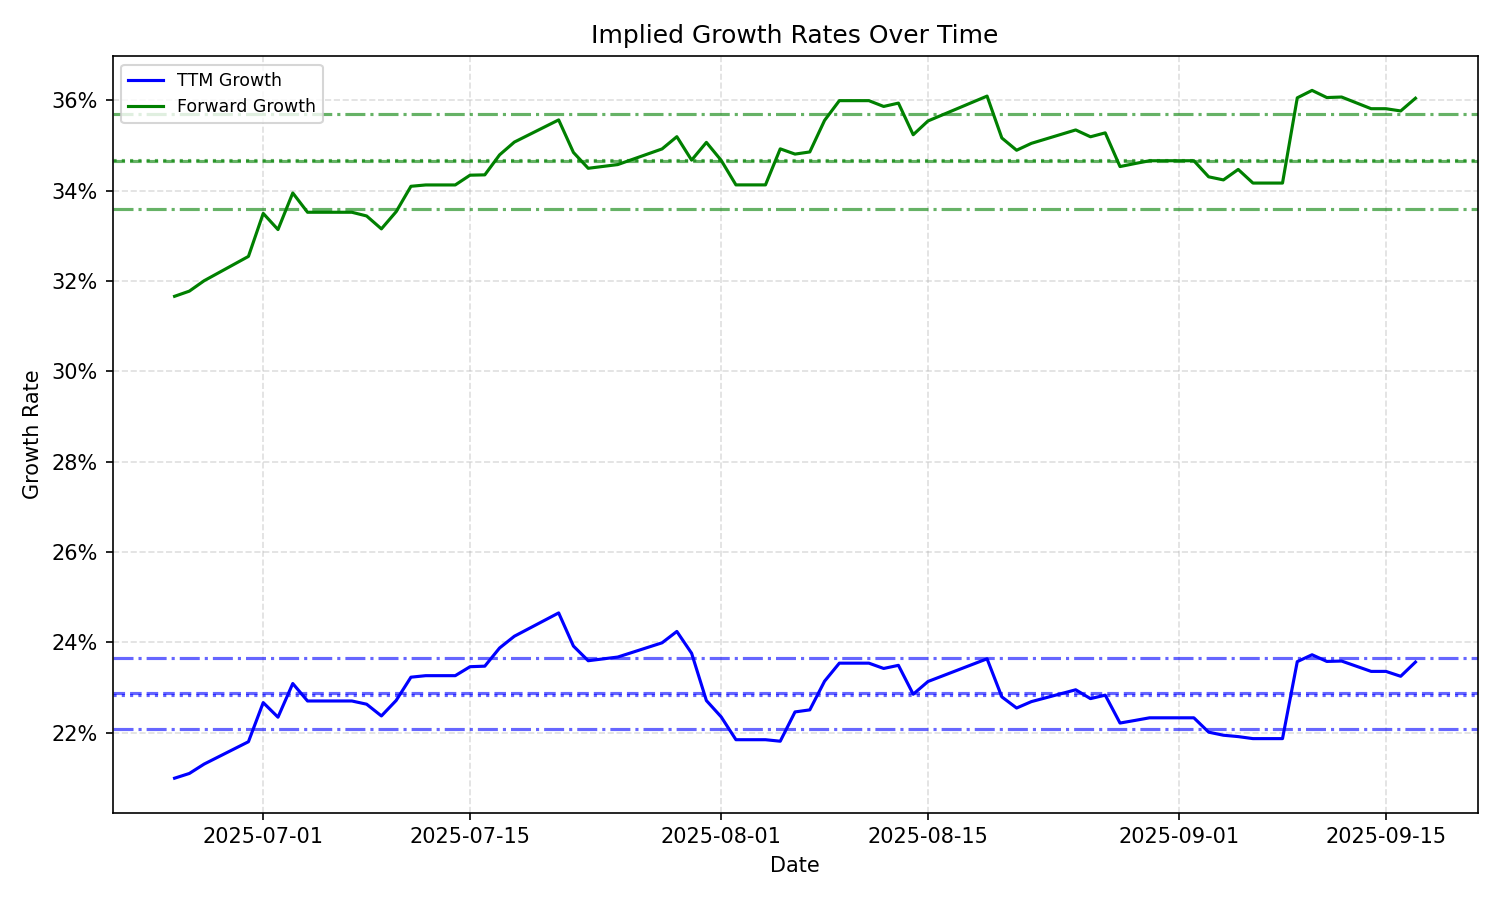 Implied Growth Rates Over Time
TTM Growth
Forward Growth
36%
34%
32%
30%
28%
26%
24%
22%
Growth Rate
2025-07-01
2025-07-15
2025-08-01
2025-08-15
2025-09-01
2025-09-15
Date